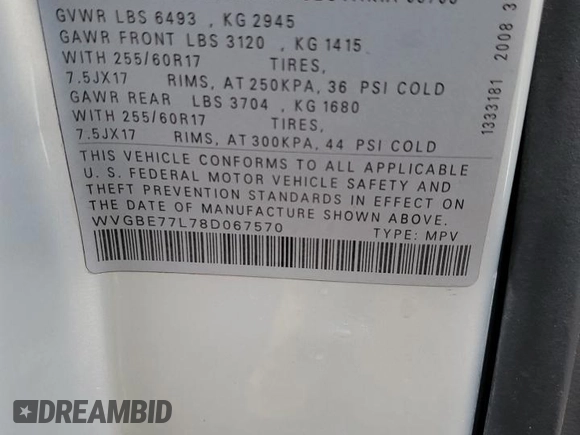 GVWR LBS 6493 , KG 2945
GAWR FRONT LBS 3120 , KG 1415
WITH 255/60R17 TIRES,
7.5JX17 RIMS, AT 250KPA, 36 PSI COLD
GAWR REAR LBS 3704 , KG 1680
WITH 255/60R17 TIRES,
7.5JX17 RIMS, AT 300KPA, 44 PSI COLD
THIS VEHICLE CONFORMS TO ALL APPLICABLE
U. S. FEDERAL MOTOR VEHICLE SAFETY AND
THEFT PREVENTION STANDARDS IN EFFECT ON
THE DATE OF MANUFACTURE SHOWN ABOVE.
WVGBE77L78D067570 TYPE: MPV
1333181 2008 3
DREAMBID